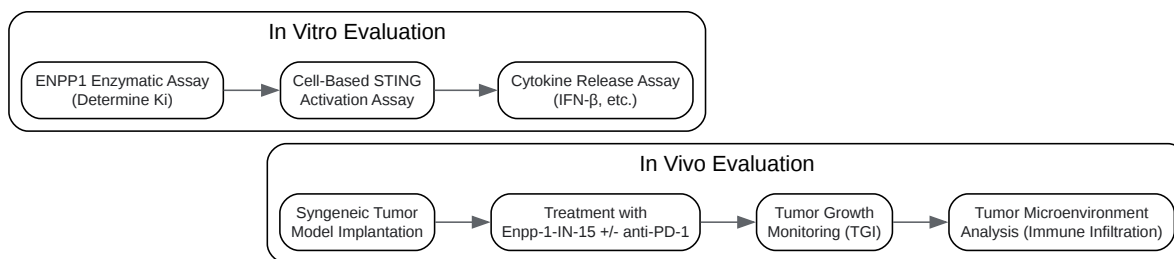 In Vitro Evaluation
ENPP1 Enzymatic Assay
(Determine Ki)
Cell-Based STING
Activation Assay
Cytokine Release Assay
(IFN-β, etc.)
In Vivo Evaluation
Syngeneic Tumor
Model Implantation
Treatment with
Enpp-1-IN-15 +/- anti-PD-1
Tumor Growth
Monitoring (TGI)
Tumor Microenvironment
Analysis (Immune Infiltration)